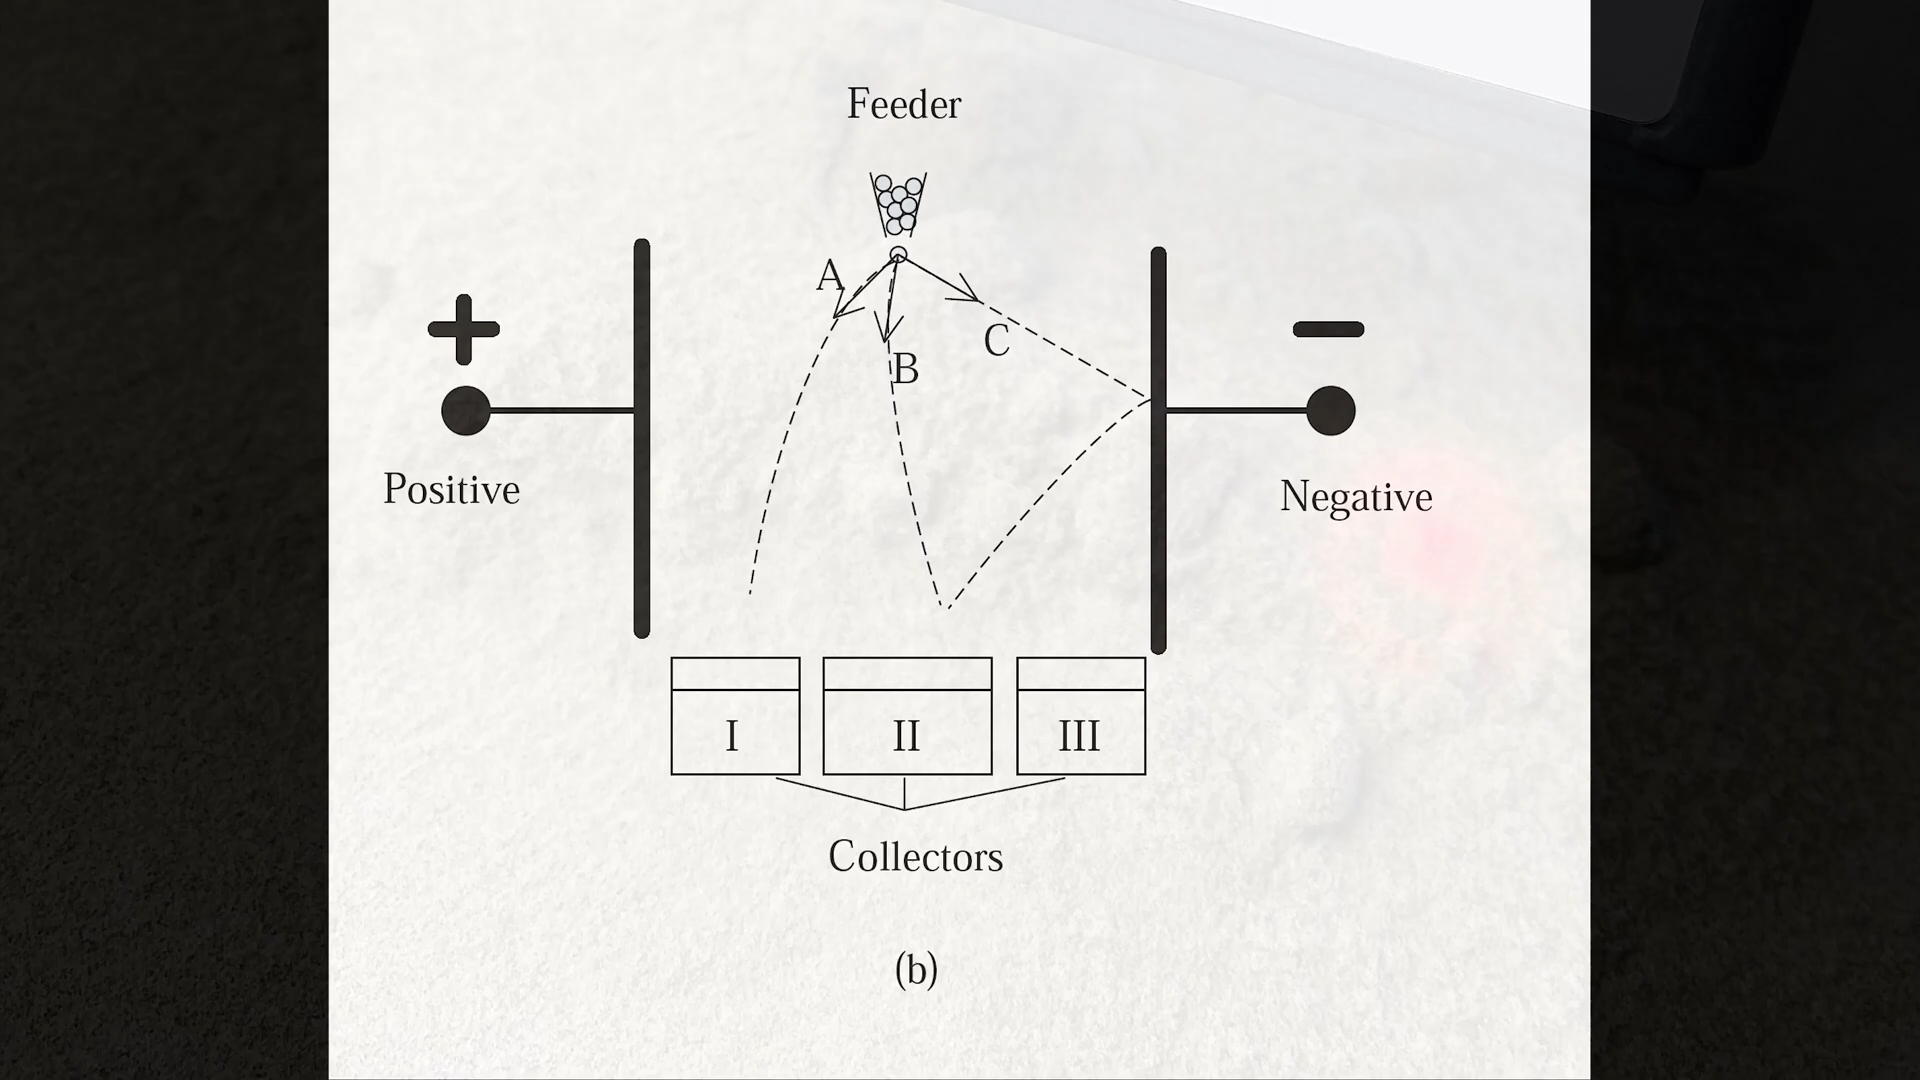 Feeder
A
B
C
+
−
Positive
Negative
I
II
III
Collectors
(b)